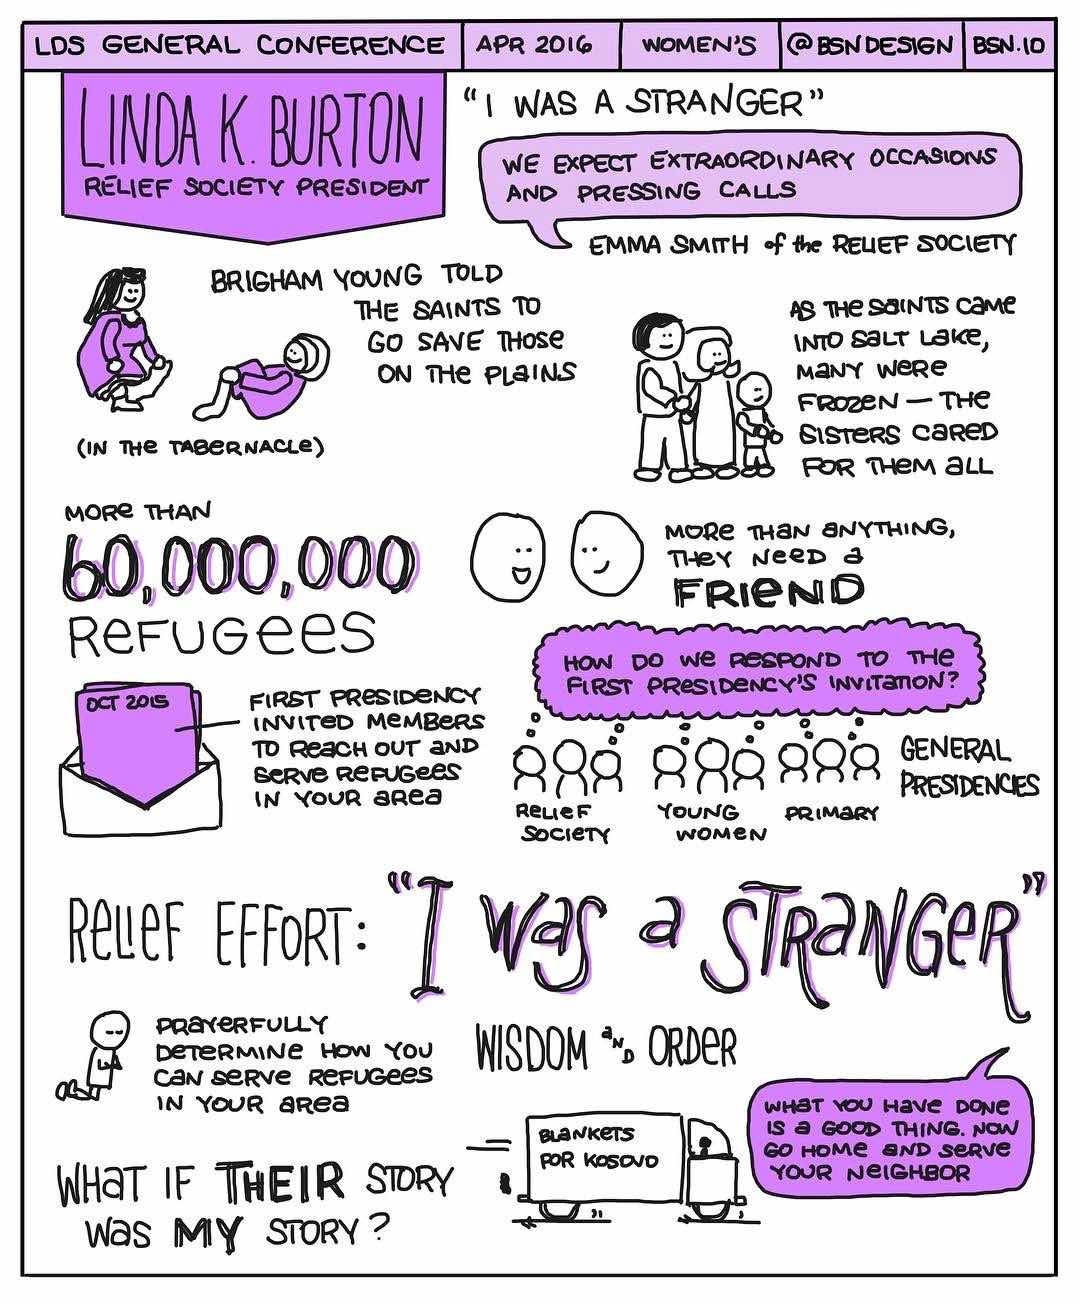 LDS GENERAL CONFERENCE
APR 2016
WOMEN'S
@BSNDESIGN
BSN.IO
LINDA K. BURTON
RELIEF SOCIETY PRESIDENT
"I WAS A STRANGER"
WE EXPECT EXTRAORDINARY OCCASIONS
AND PRESSING CALLS
EMMA SMITH of the RELIEF SOCIETY
BRIGHAM YOUNG TOLD
THE SAINTS TO
GO SAVE THOSE
ON THE PLAINS
(IN THE TABERNACLE)
AS THE SAINTS CAME
INTO SALT LAKE,
MANY WERE
FROZEN — THE
SISTERS CARED
FOR THEM ALL
MORE THAN
60,000,000
REFUGEES
MORE THAN ANYTHING,
THEY NEED A
FRIEND
OCT 2015
FIRST PRESIDENCY
INVITED MEMBERS
TO REACH OUT AND
SERVE REFUGEES
IN YOUR AREA
HOW DO WE RESPOND TO THE
FIRST PRESIDENCY'S INVITATION?
RELIEF
SOCIETY
YOUNG
WOMEN
PRIMARY
GENERAL
PRESIDENCIES
RELIEF EFFORT: "I WAS A STRANGER"
PRAYERFULLY
DETERMINE HOW YOU
CAN SERVE REFUGEES
IN YOUR AREA
WISDOM AND ORDER
BLANKETS
FOR KOSOVO
WHAT YOU HAVE DONE
IS A GOOD THING. NOW
GO HOME AND SERVE
YOUR NEIGHBOR
WHAT IF THEIR STORY
WAS MY STORY?